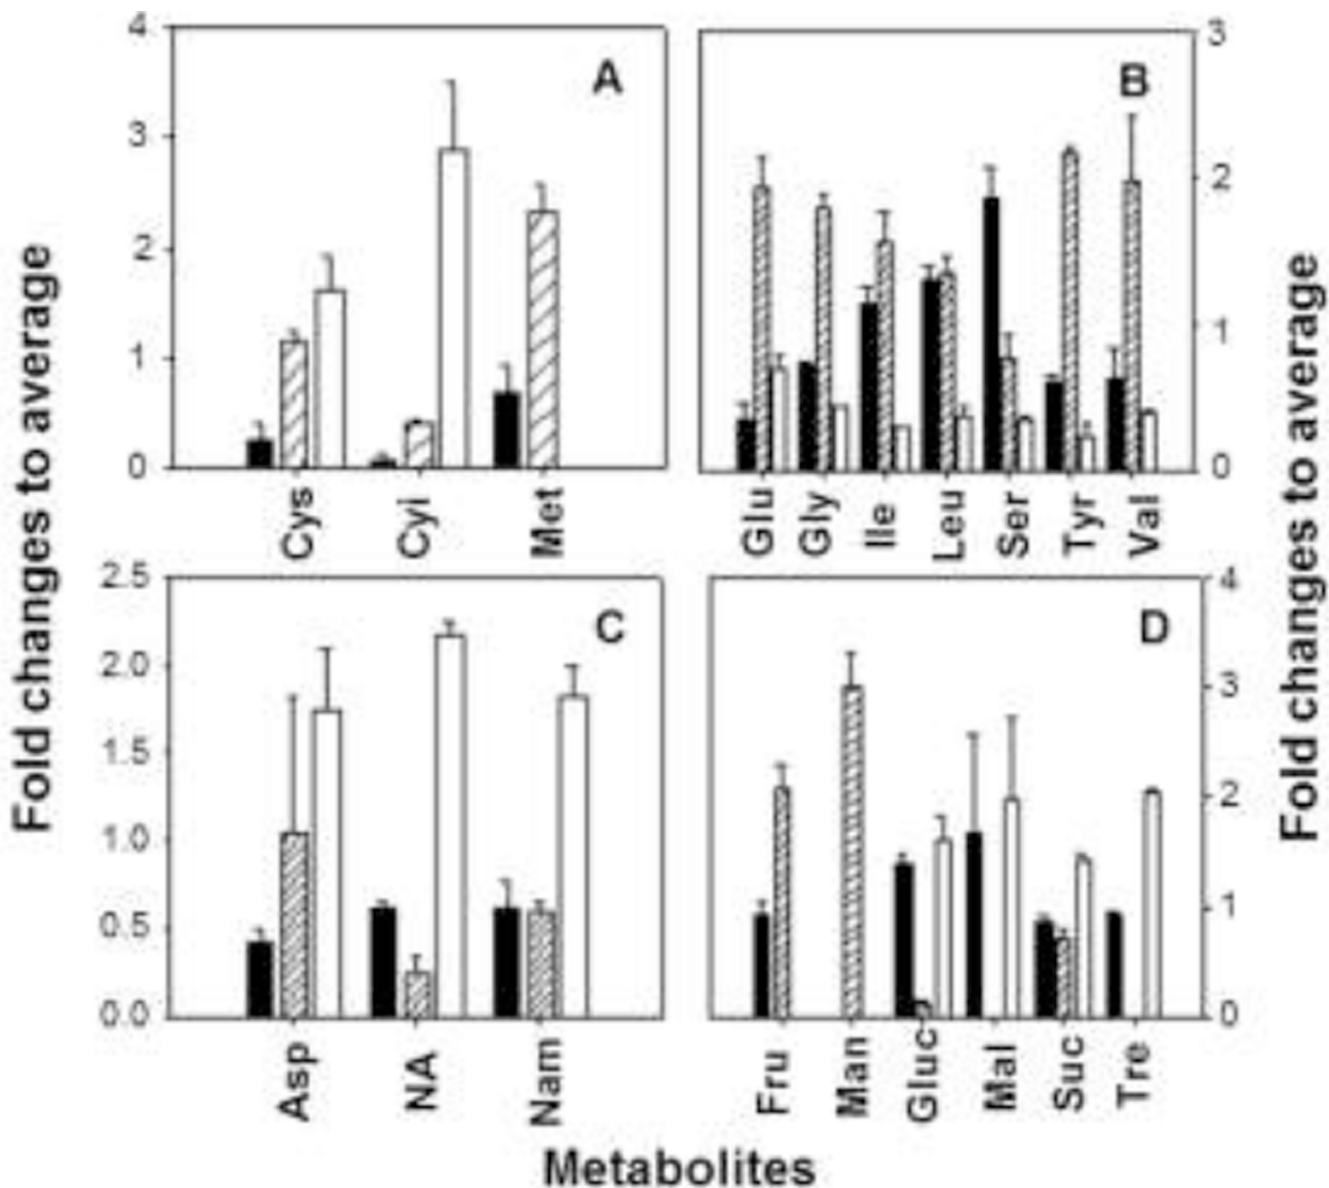 Fold changes to average
4
3
2
1
0
A
Cys
Cyi
Met
3
2
1
0
B
Glu
Gly
Ile
Leu
Ser
Tyr
Val
2.5
2.0
1.5
1.0
0.5
0.0
C
Asp
NA
Nam
4
3
2
1
0
D
Fru
Man
Gluc
Mal
Suc
Tre
Fold changes to average
Metabolites